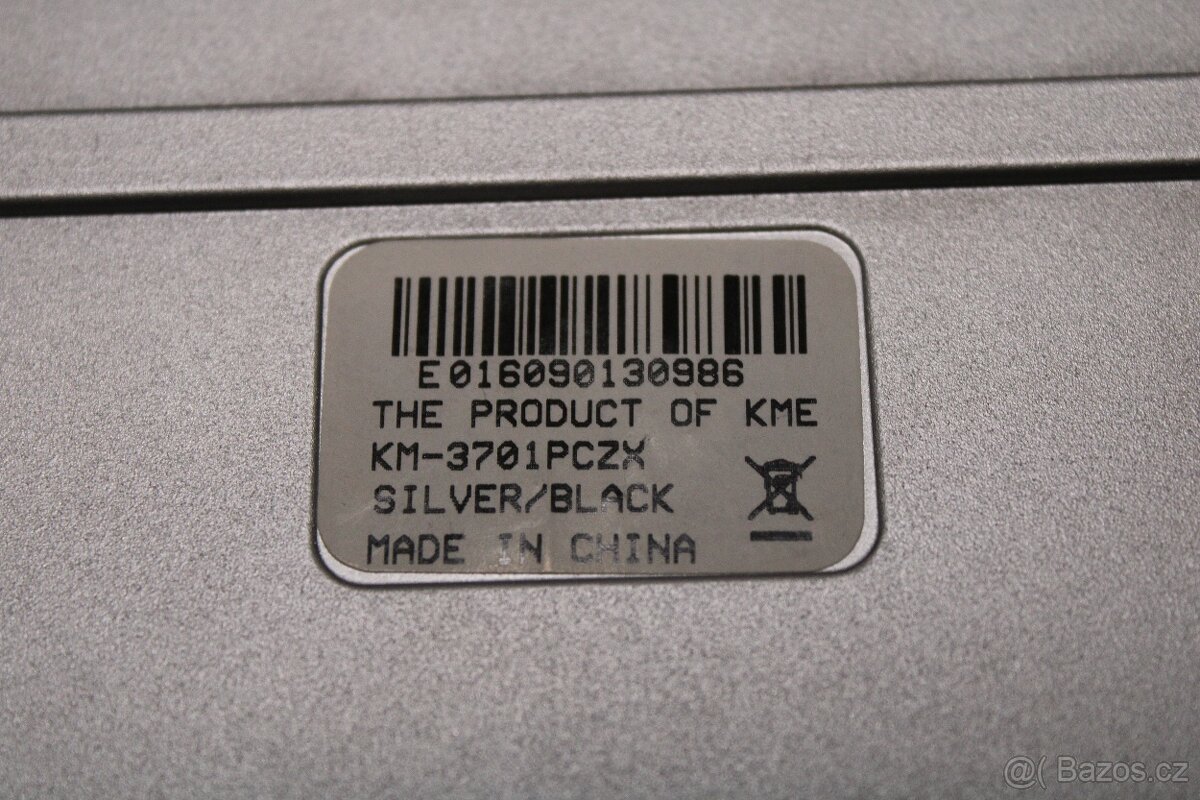 E016090130986
THE PRODUCT OF KME
KM-3701PCZX
SILVER/BLACK
MADE IN CHINA
@( Bazos.cz